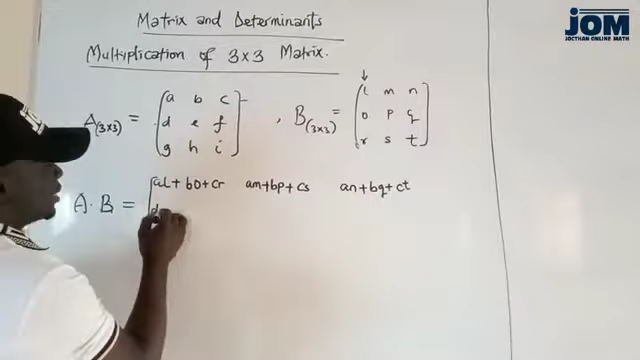 Matrix and Determinants
JOM
JOCTHAN ONLINE MATH
Multiplication of 3x3 Matrix.
A(3x3) = (a b c , B(3x3) = (l m n
d e f o p q
g h i) r s t)
A . B = [al + bo + cr am + bp + cs an + bq + ct
d